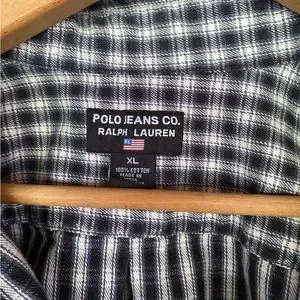 POLO JEANS CO.
RALPH LAUREN
XL
100% COTTON
MADE IN